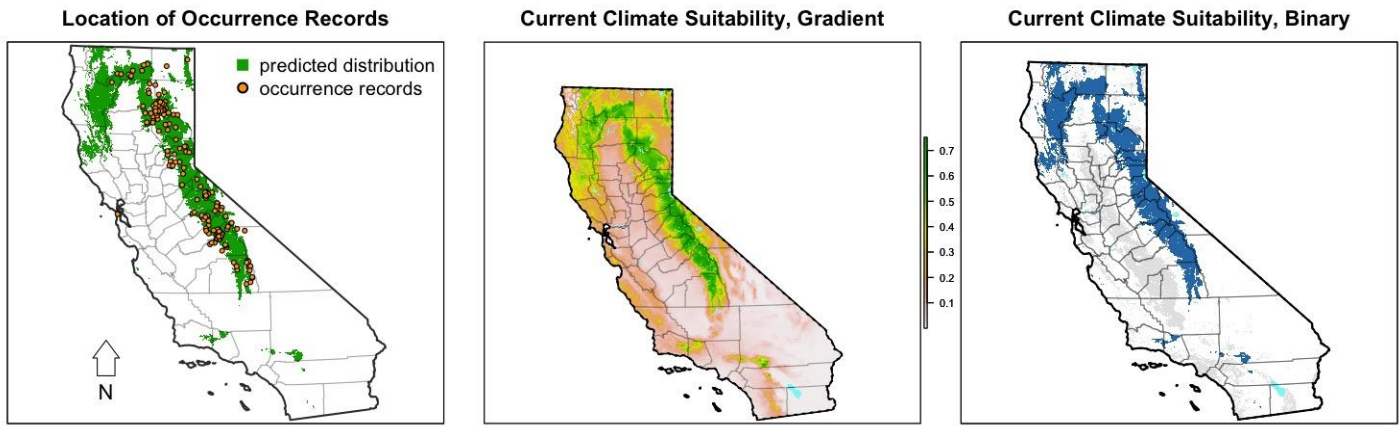 Location of Occurrence Records
predicted distribution
occurrence records
N
Current Climate Suitability, Gradient
0.7
0.6
0.5
0.4
0.3
0.2
0.1
Current Climate Suitability, Binary